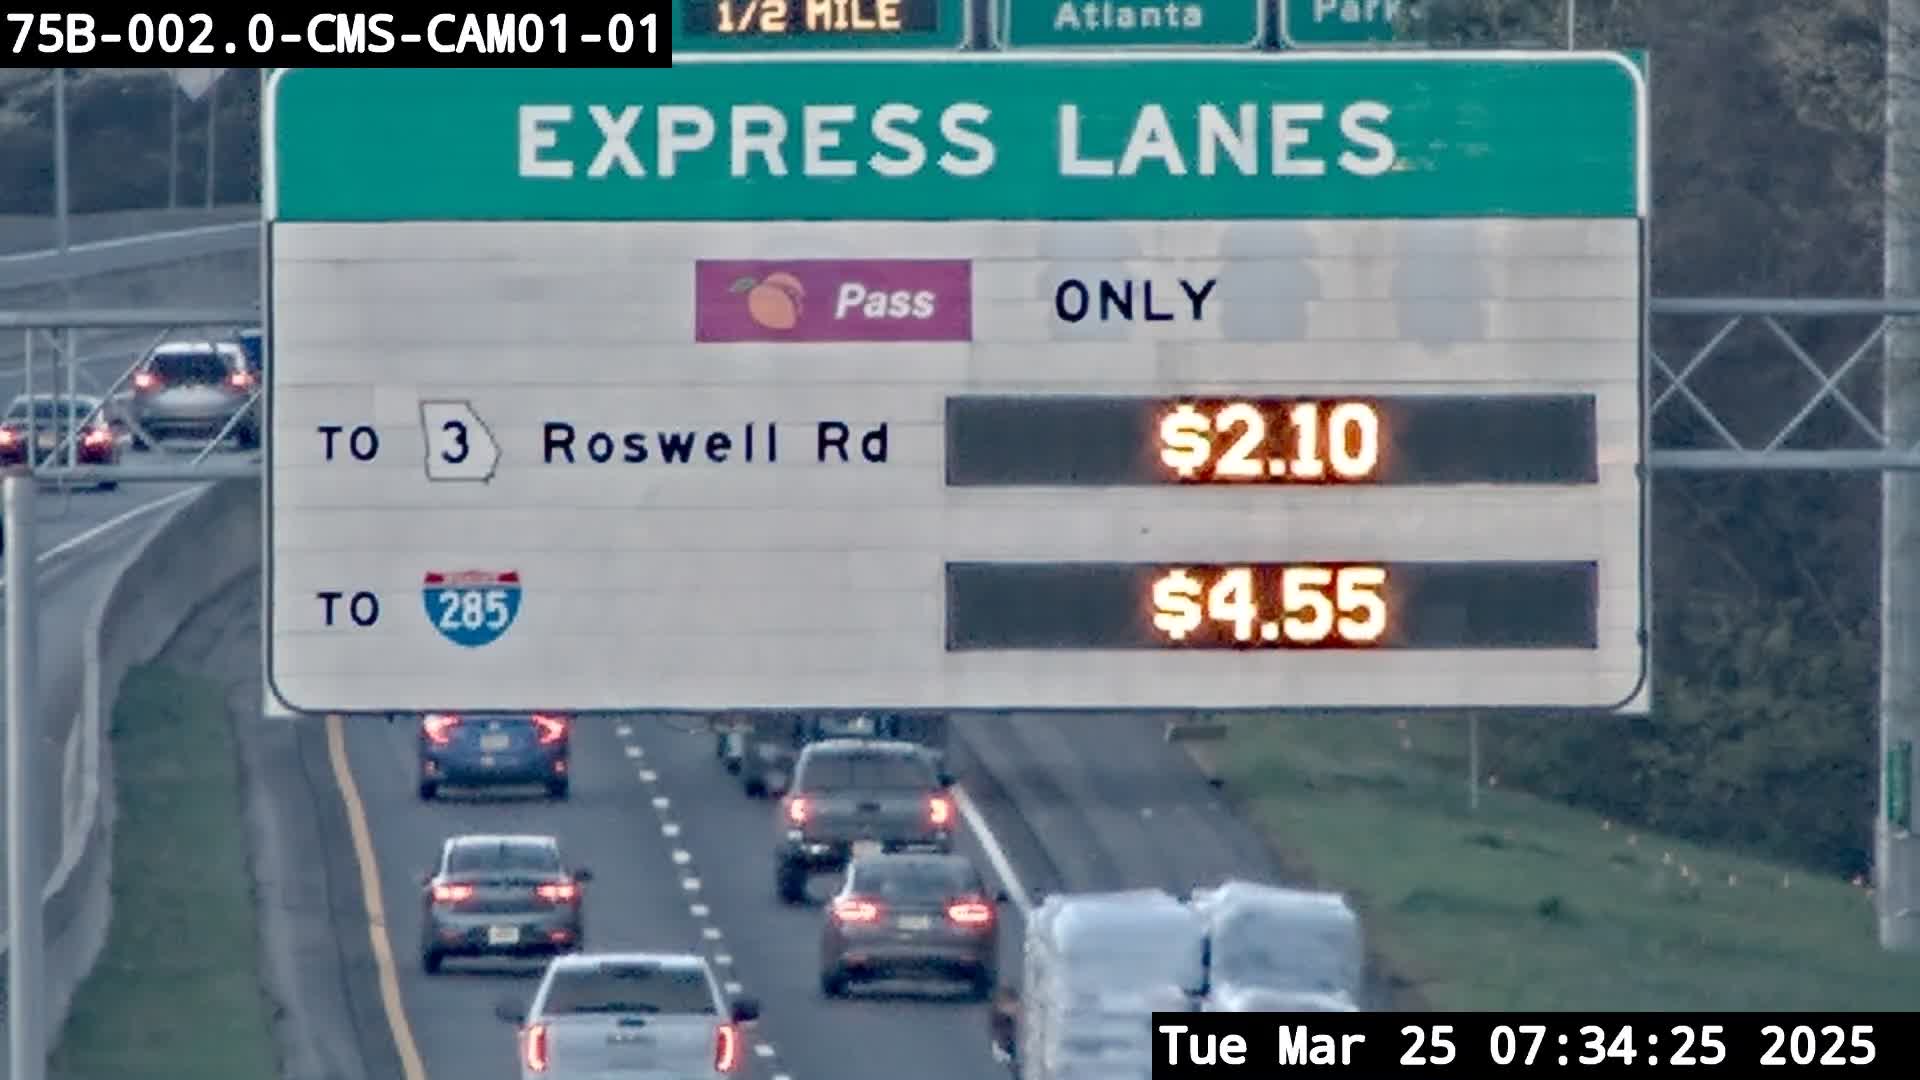 75B-002.0-CMS-CAM01-01
1/2 MILE
Atlanta
Park
EXPRESS LANES
Pass ONLY
TO 3 Roswell Rd $2.10
TO 285 $4.55
Tue Mar 25 07:34:25 2025